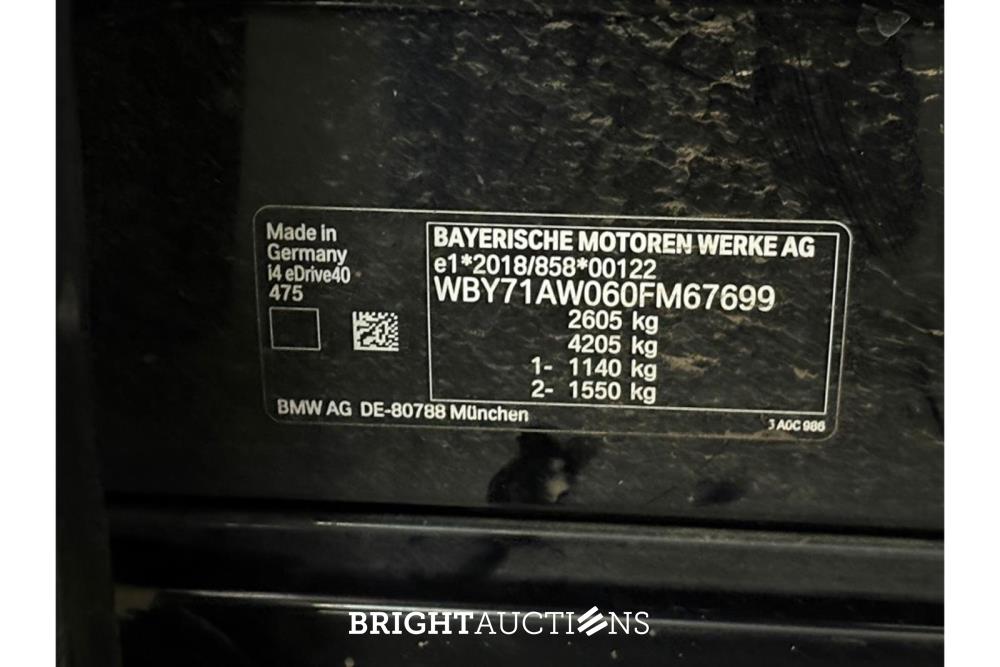 Made in
Germany
i4 eDrive40
475
BAYERISCHE MOTOREN WERKE AG
e1*2018/858*00122
WBY71AW060FM67699
2605 kg
4205 kg
1- 1140 kg
2- 1550 kg
BMW AG DE-80788 München
3 A0C 986
BRIGHTAUCTIONS